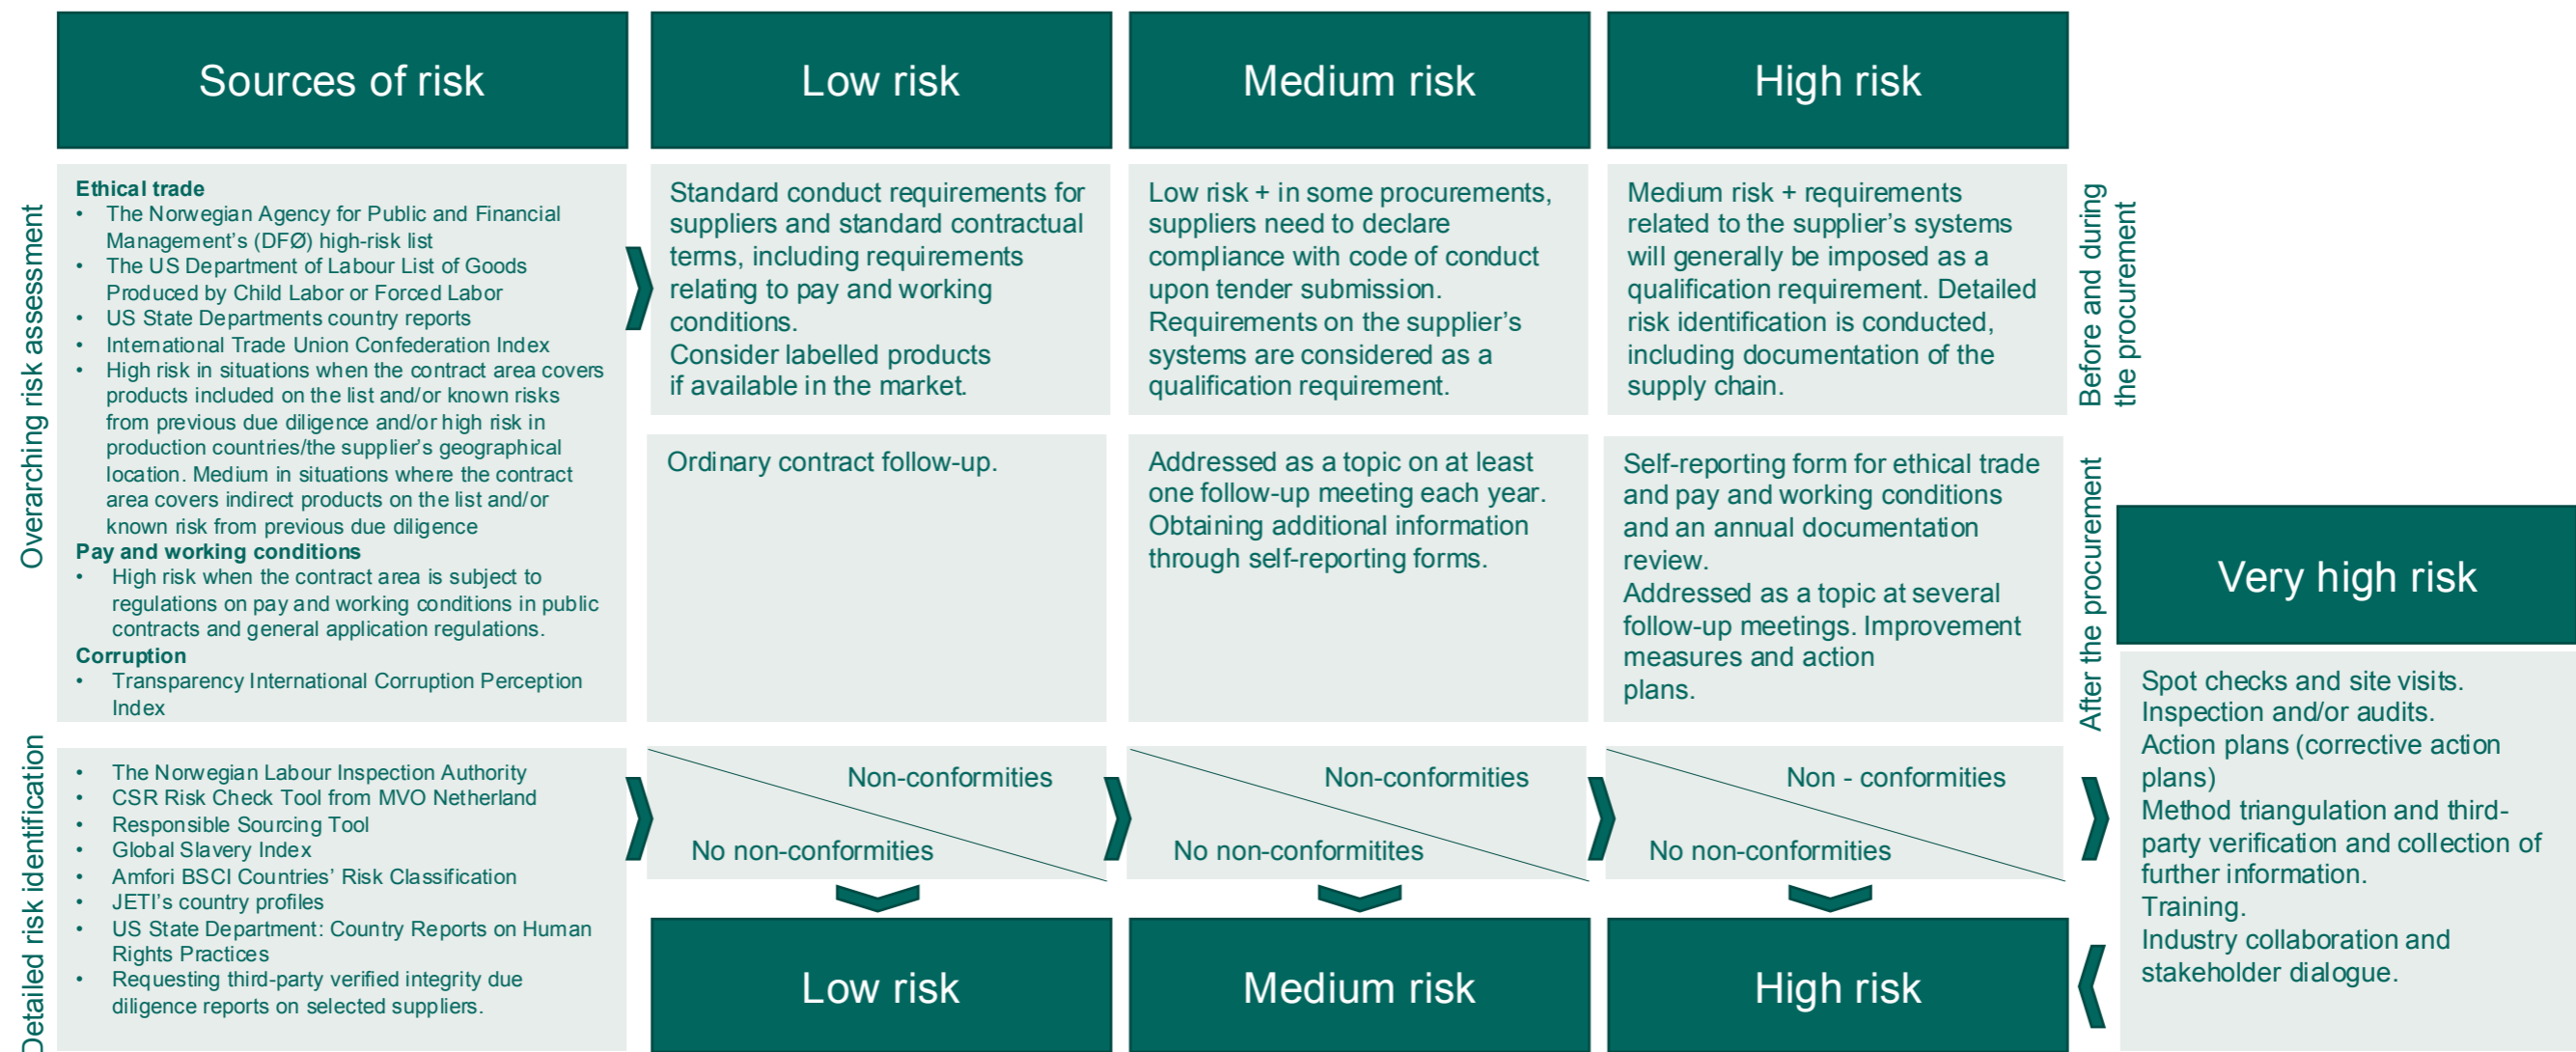 Sources of risk
Low risk
Medium risk
High risk
Overarching risk assessment
Ethical trade
• The Norwegian Agency for Public and Financial
Management's (DFØ) high-risk list
• The US Department of Labour List of Goods
Produced by Child Labor or Forced Labor
• US State Departments country reports
• International Trade Union Confederation Index
• High risk in situations when the contract area covers
products included on the list and/or known risks
from previous due diligence and/or high risk in
production countries/the supplier's geographical
location. Medium in situations where the contract
area covers indirect products on the list and/or
known risk from previous due diligence
Pay and working conditions
• High risk when the contract area is subject to
regulations on pay and working conditions in public
contracts and general application regulations.
Corruption
• Transparency International Corruption Perception
Index
Standard conduct requirements for
suppliers and standard contractual
terms, including requirements
relating to pay and working
conditions.
Consider labelled products
if available in the market.
Low risk + in some procurements,
suppliers need to declare
compliance with code of conduct
upon tender submission.
Requirements on the supplier's
systems are considered as a
qualification requirement.
Medium risk + requirements
related to the supplier's systems
will generally be imposed as a
qualification requirement. Detailed
risk identification is conducted,
including documentation of the
supply chain.
Before and during
the procurement
Ordinary contract follow-up.
Addressed as a topic on at least
one follow-up meeting each year.
Obtaining additional information
through self-reporting forms.
Self-reporting form for ethical trade
and pay and working conditions
and an annual documentation
review.
Addressed as a topic at several
follow-up meetings. Improvement
measures and action
plans.
After the procurement
Very high risk
Spot checks and site visits.
Inspection and/or audits.
Action plans (corrective action
plans)
Method triangulation and third-
party verification and collection of
further information.
Training.
Industry collaboration and
stakeholder dialogue.
Detailed risk identification
• The Norwegian Labour Inspection Authority
• CSR Risk Check Tool from MVO Netherland
• Responsible Sourcing Tool
• Global Slavery Index
• Amfori BSCI Countries' Risk Classification
• JETI's country profiles
• US State Department: Country Reports on Human
Rights Practices
• Requesting third-party verified integrity due
diligence reports on selected suppliers.
Non-conformities
No non-conformities
Non-conformities
No non-conformitites
Non - conformities
No non-conformities
Low risk
Medium risk
High risk